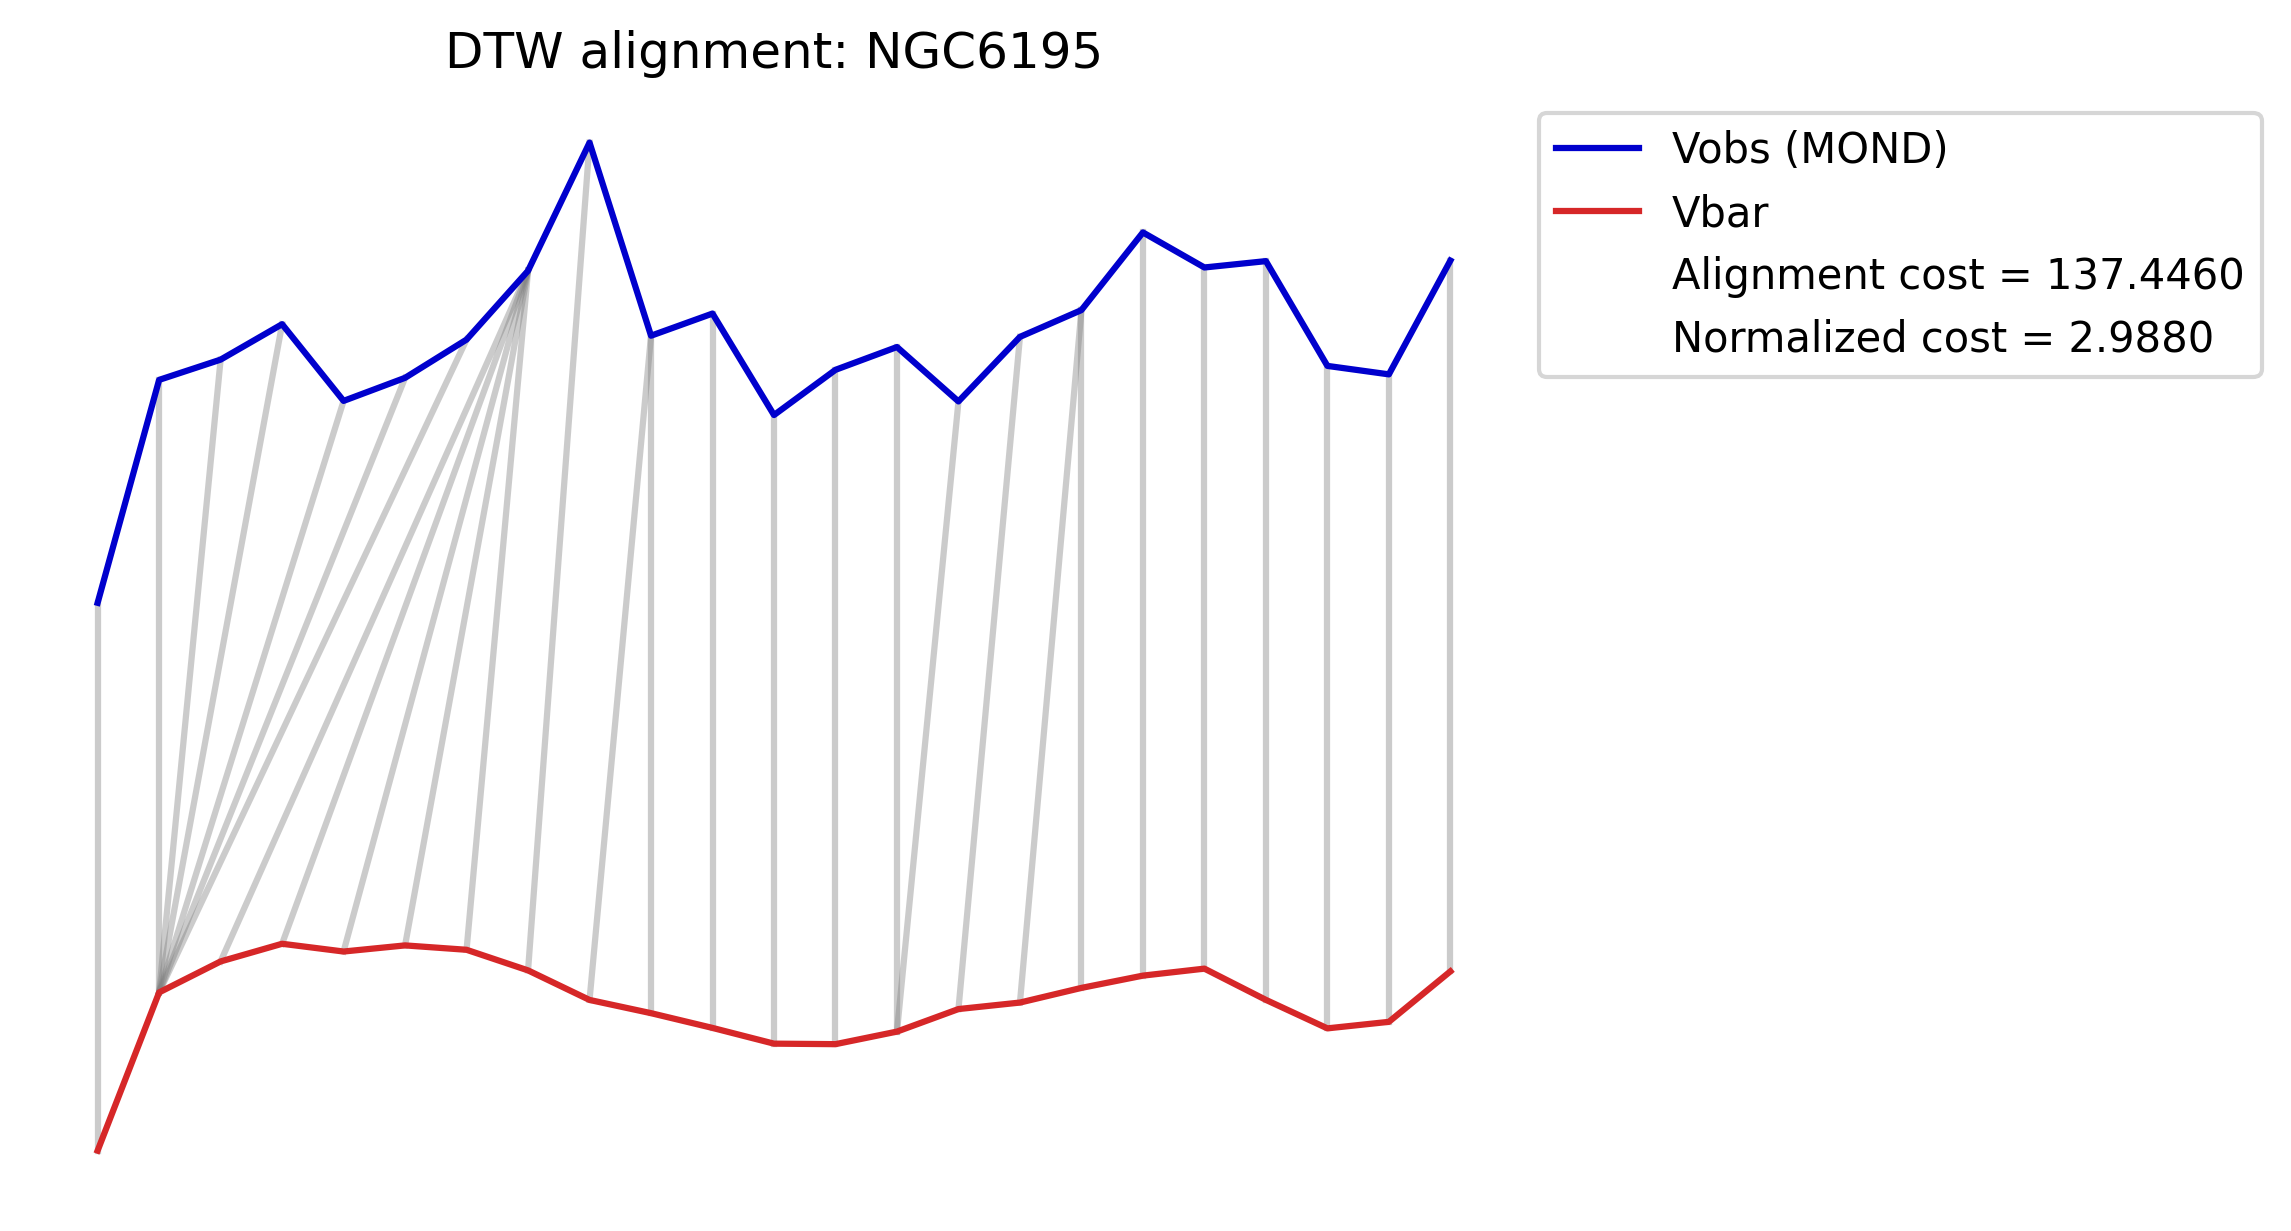 DTW alignment: NGC6195
Vobs (MOND)
Vbar
Alignment cost = 137.4460
Normalized cost = 2.9880